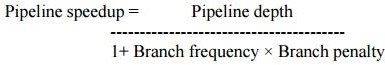 Pipeline speedup = Pipeline depth
---------------------------------------
1+ Branch frequency × Branch penalty